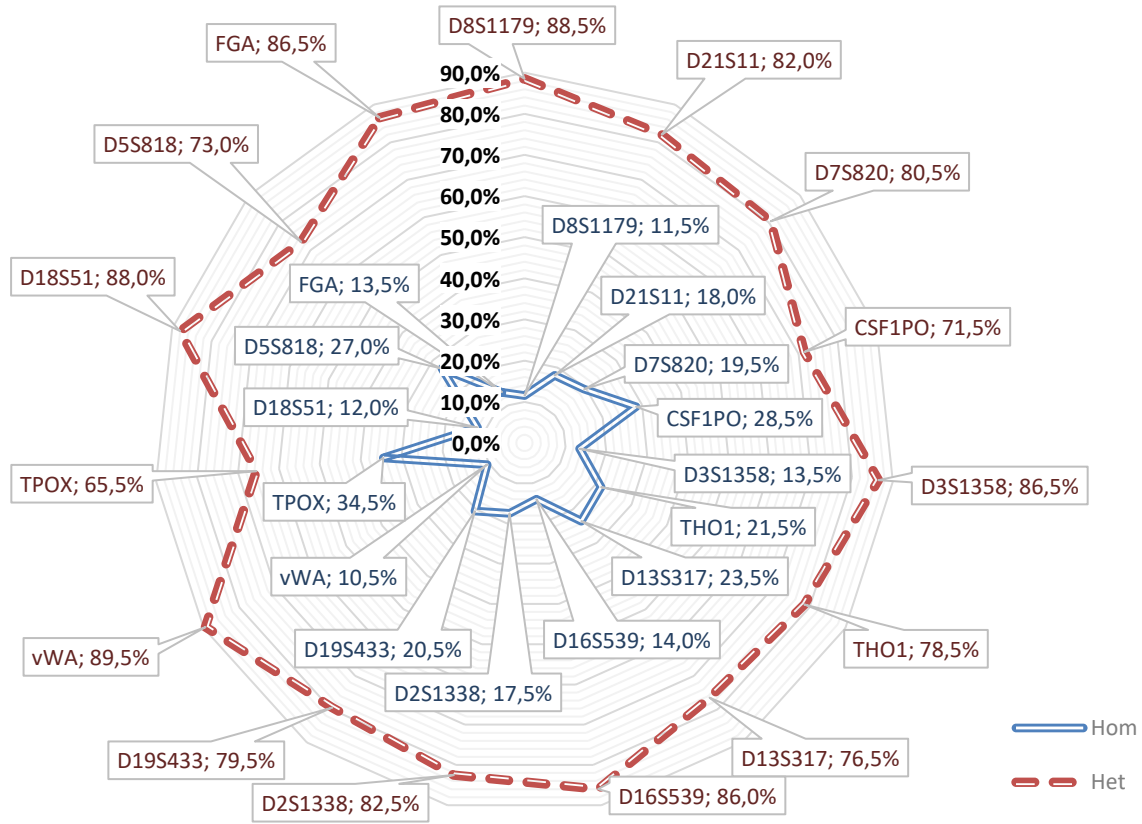 D8S1179; 88,5%
FGA; 86,5%
D21S11; 82,0%
90,0%
80,0%
D5S818; 73,0%
70,0%
D7S820; 80,5%
60,0%
50,0%
D8S1179; 11,5%
40,0%
D18S51; 88,0%
FGA; 13,5%
D21S11; 18,0%
30,0%
CSF1PO; 71,5%
D5S818; 27,0%
20,0%
D7S820; 19,5%
10,0%
D18S51; 12,0%
CSF1PO; 28,5%
0,0%
D3S1358; 13,5%
TPOX; 65,5%
TPOX; 34,5%
D3S1358; 86,5%
THO1; 21,5%
vWA; 10,5%
D13S317; 23,5%
D19S433; 20,5%
D16S539; 14,0%
vWA; 89,5%
THO1; 78,5%
D2S1338; 17,5%
Hom
D19S433; 79,5%
D13S317; 76,5%
Het
D2S1338; 82,5%
D16S539; 86,0%